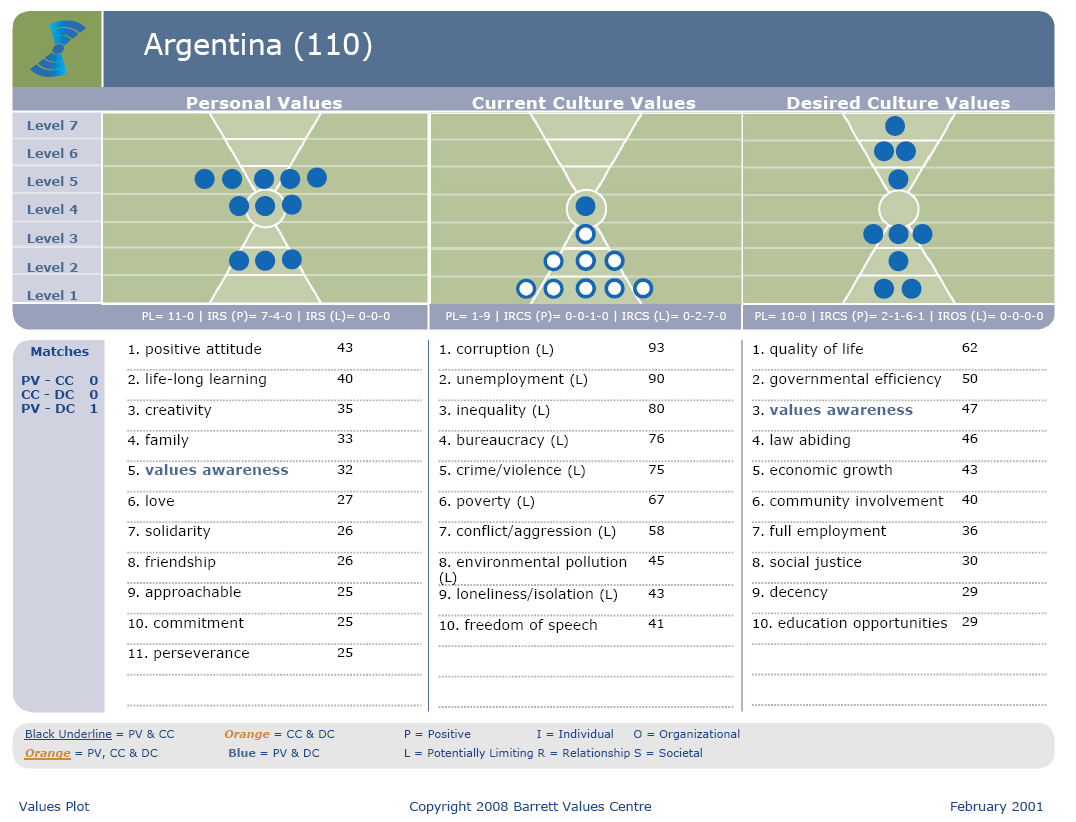 Argentina (110)
Personal Values
Current Culture Values
Desired Culture Values
Level 7
Level 6
Level 5
Level 4
Level 3
Level 2
Level 1
PL= 11-0 | IRS (P)= 7-4-0 | IRS (L)= 0-0-0
PL= 1-9 | IRCS (P)= 0-0-1-0 | IRCS (L)= 0-2-7-0
PL= 10-0 | IRCS (P)= 2-1-6-1 | IROS (L)= 0-0-0-0
Matches
PV - CC 0
CC - DC 0
PV - DC 1
1. positive attitude 43
2. life-long learning 40
3. creativity 35
4. family 33
5. values awareness 32
6. love 27
7. solidarity 26
8. friendship 26
9. approachable 25
10. commitment 25
11. perseverance 25
1. corruption (L) 93
2. unemployment (L) 90
3. inequality (L) 80
4. bureaucracy (L) 76
5. crime/violence (L) 75
6. poverty (L) 67
7. conflict/aggression (L) 58
8. environmental pollution 45
(L)
9. loneliness/isolation (L) 43
10. freedom of speech 41
1. quality of life 62
2. governmental efficiency 50
3. values awareness 47
4. law abiding 46
5. economic growth 43
6. community involvement 40
7. full employment 36
8. social justice 30
9. decency 29
10. education opportunities 29
Black Underline = PV & CC Orange = CC & DC P = Positive I = Individual O = Organizational
Orange = PV, CC & DC Blue = PV & DC L = Potentially Limiting R = Relationship S = Societal
Values Plot Copyright 2008 Barrett Values Centre February 2001